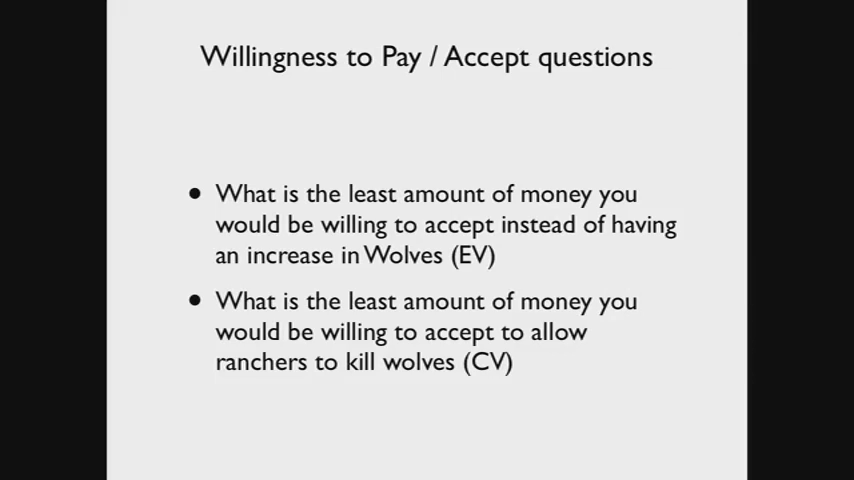 Willingness to Pay / Accept questions
• What is the least amount of money you
would be willing to accept instead of having
an increase in Wolves (EV)
• What is the least amount of money you
would be willing to accept to allow
ranchers to kill wolves (CV)